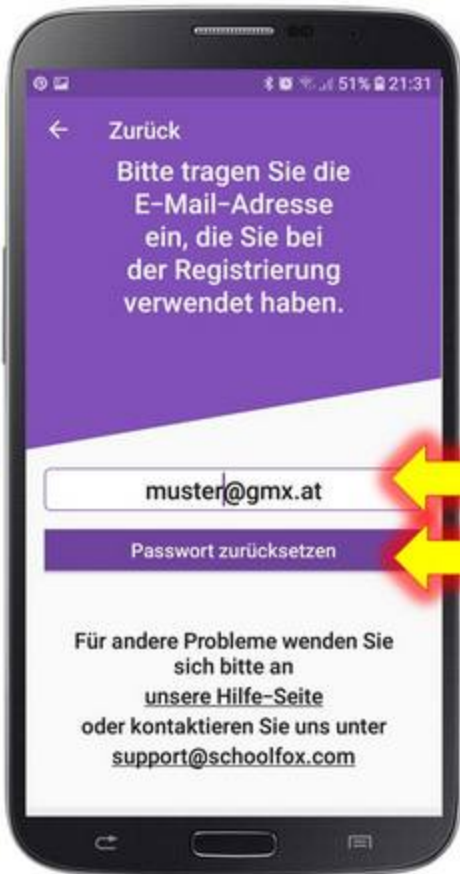 51% 21:31
Zurück
Bitte tragen Sie die
E-Mail-Adresse
ein, die Sie bei
der Registrierung
verwendet haben.
muster@gmx.at
Passwort zurücksetzen
Für andere Probleme wenden Sie
sich bitte an
unsere Hilfe-Seite
oder kontaktieren Sie uns unter
support@schoolfox.com